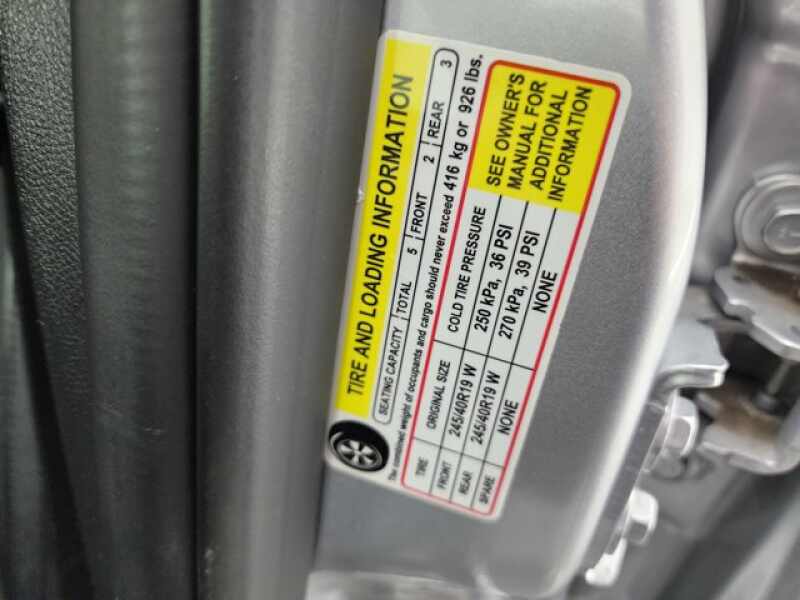 TIRE AND LOADING INFORMATION
SEATING CAPACITY TOTAL 5 FRONT 2 REAR 3
The combined weight of occupants and cargo should never exceed 416 kg or 926 lbs.
TIRE ORIGINAL SIZE COLD TIRE PRESSURE
FRONT 245/40R19 W 250 kPa, 36 PSI
REAR 245/40R19 W 270 kPa, 39 PSI
SPARE NONE NONE
SEE OWNER'S
MANUAL FOR
ADDITIONAL
INFORMATION